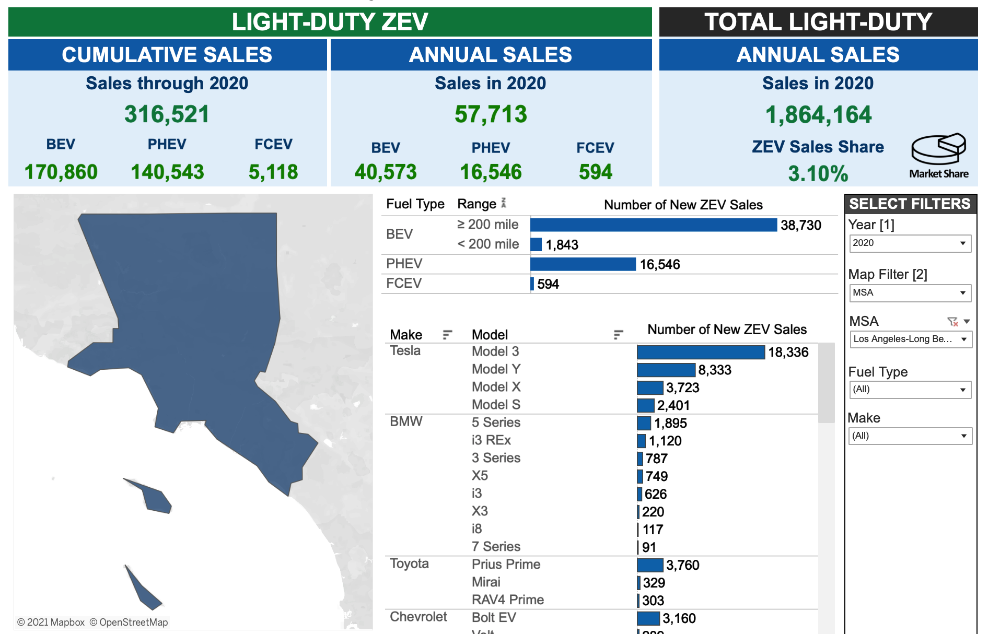 LIGHT-DUTY ZEV
TOTAL LIGHT-DUTY
CUMULATIVE SALES
ANNUAL SALES
ANNUAL SALES
Sales through 2020
Sales in 2020
Sales in 2020
316,521
57,713
1,864,164
BEV PHEV FCEV
170,860 140,543 5,118
BEV PHEV FCEV
40,573 16,546 594
ZEV Sales Share
3.10%
Market Share
Fuel Type Range Number of New ZEV Sales
BEV
≥ 200 mile 38,730
< 200 mile 1,843
PHEV 16,546
FCEV 594
Make Model Number of New ZEV Sales
Tesla Model 3 18,336
Model Y 8,333
Model X 3,723
Model S 2,401
BMW 5 Series 1,895
i3 REx 1,120
3 Series 787
X5 749
i3 626
X3 220
i8 117
7 Series 91
Toyota Prius Prime 3,760
Mirai 329
RAV4 Prime 303
Chevrolet Bolt EV 3,160
SELECT FILTERS
Year [1]
2020
Map Filter [2]
MSA
MSA
Los Angeles-Long Be...
Fuel Type
(All)
Make
(All)
© 2021 Mapbox © OpenStreetMap